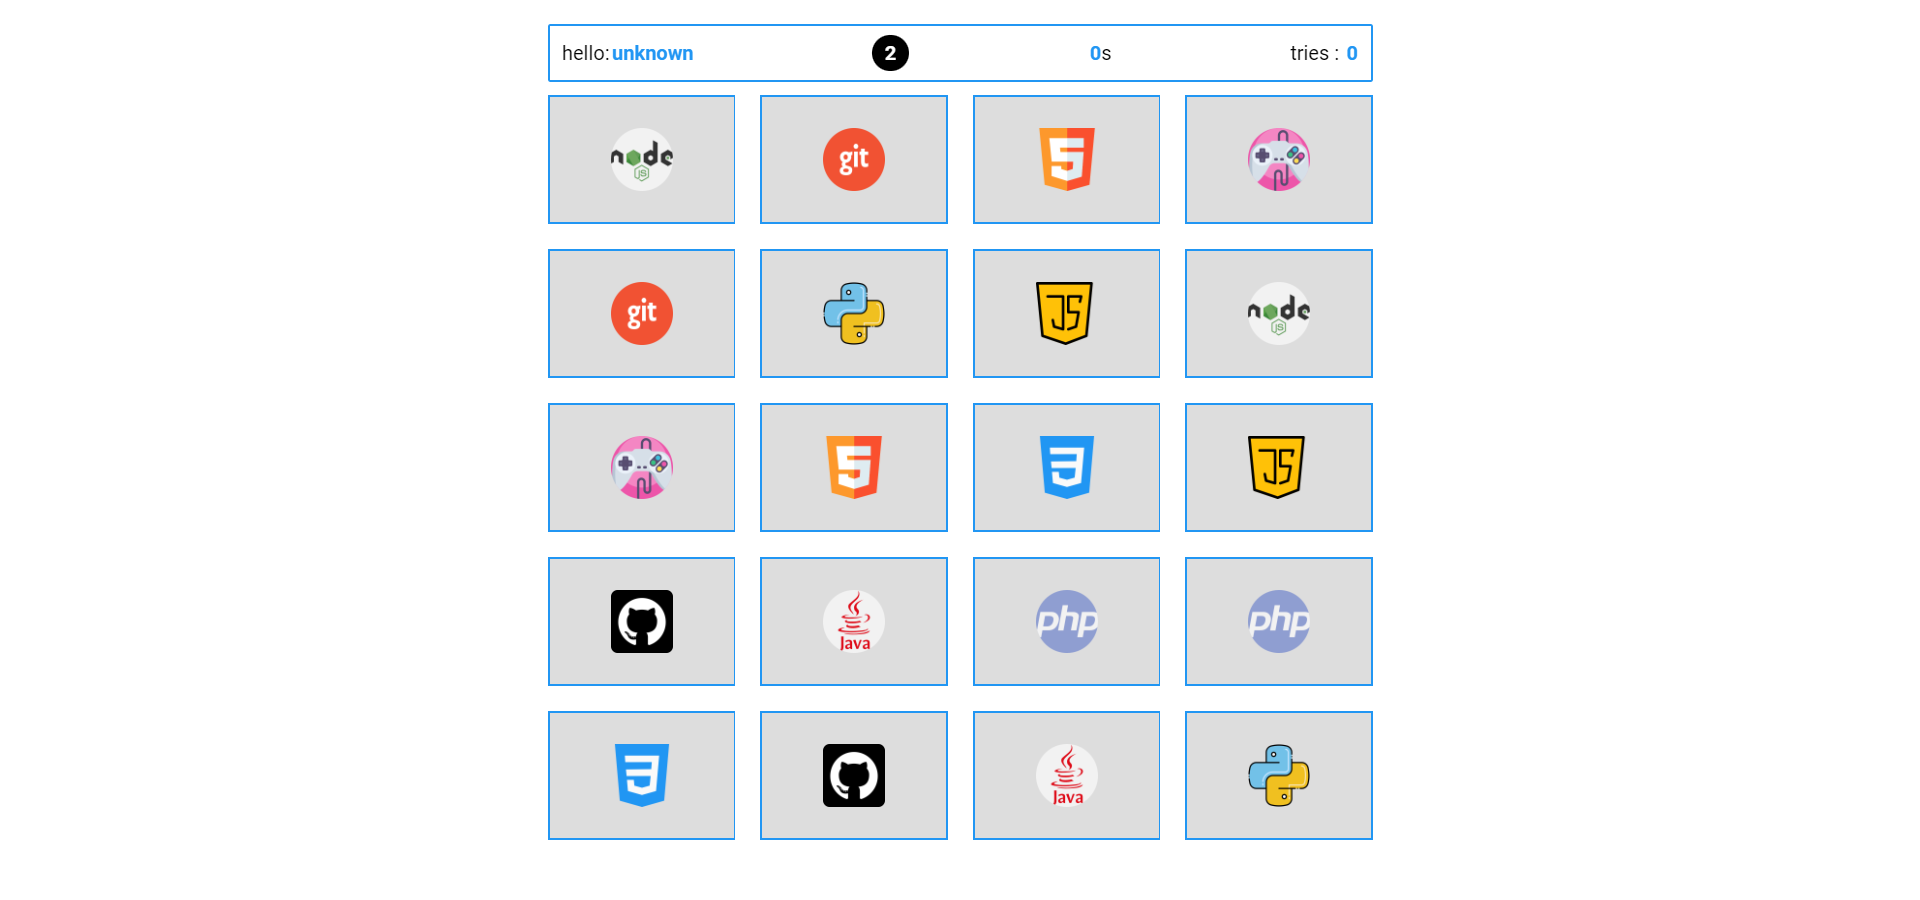 hello: unknown 2 0s tries : 0
node JS git 5
git JS node JS
5 3 JS
Java php php
3 Java